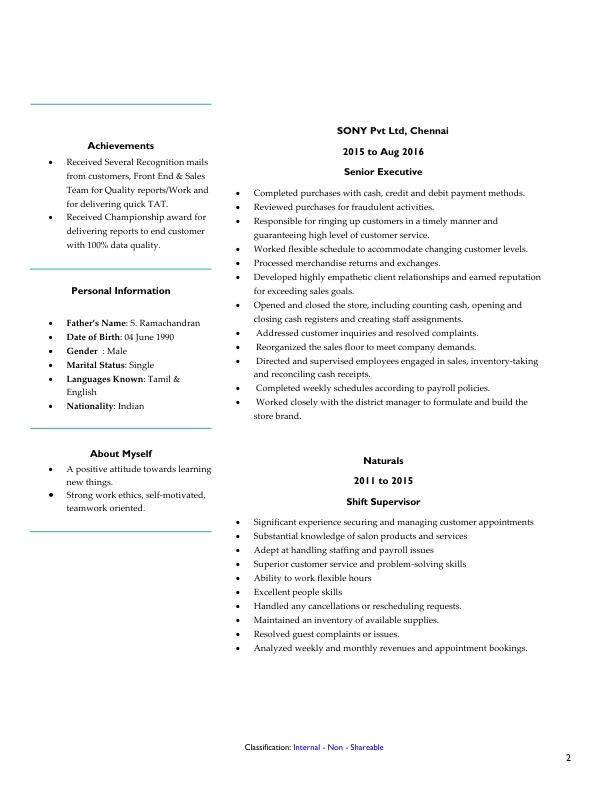 Achievements
• Received Several Recognition mails
from customers, Front End & Sales
Team for Quality reports/Work and
for delivering quick TAT.
• Received Championship award for
delivering reports to end customer
with 100% data quality.
Personal Information
• Father's Name: S. Ramachandran
• Date of Birth: 04 June 1990
• Gender : Male
• Marital Status: Single
• Languages Known: Tamil &
English
• Nationality: Indian
About Myself
• A positive attitude towards learning
new things.
• Strong work ethics, self-motivated,
teamwork oriented.
SONY Pvt Ltd, Chennai
2015 to Aug 2016
Senior Executive
• Completed purchases with cash, credit and debit payment methods.
• Reviewed purchases for fraudulent activities.
• Responsible for ringing up customers in a timely manner and
guaranteeing high level of customer service.
• Worked flexible schedule to accommodate changing customer levels.
• Processed merchandise returns and exchanges.
• Developed highly empathetic client relationships and earned reputation
for exceeding sales goals.
• Opened and closed the store, including counting cash, opening and
closing cash registers and creating staff assignments.
• Addressed customer inquiries and resolved complaints.
• Reorganized the sales floor to meet company demands.
• Directed and supervised employees engaged in sales, inventory-taking
and reconciling cash receipts.
• Completed weekly schedules according to payroll policies.
• Worked closely with the district manager to formulate and build the
store brand.
Naturals
2011 to 2015
Shift Supervisor
• Significant experience securing and managing customer appointments
• Substantial knowledge of salon products and services
• Adept at handling staffing and payroll issues
• Superior customer service and problem-solving skills
• Ability to work flexible hours
• Excellent people skills
• Handled any cancellations or rescheduling requests.
• Maintained an inventory of available supplies.
• Resolved guest complaints or issues.
• Analyzed weekly and monthly revenues and appointment bookings.
Classification: Internal - Non - Shareable
2